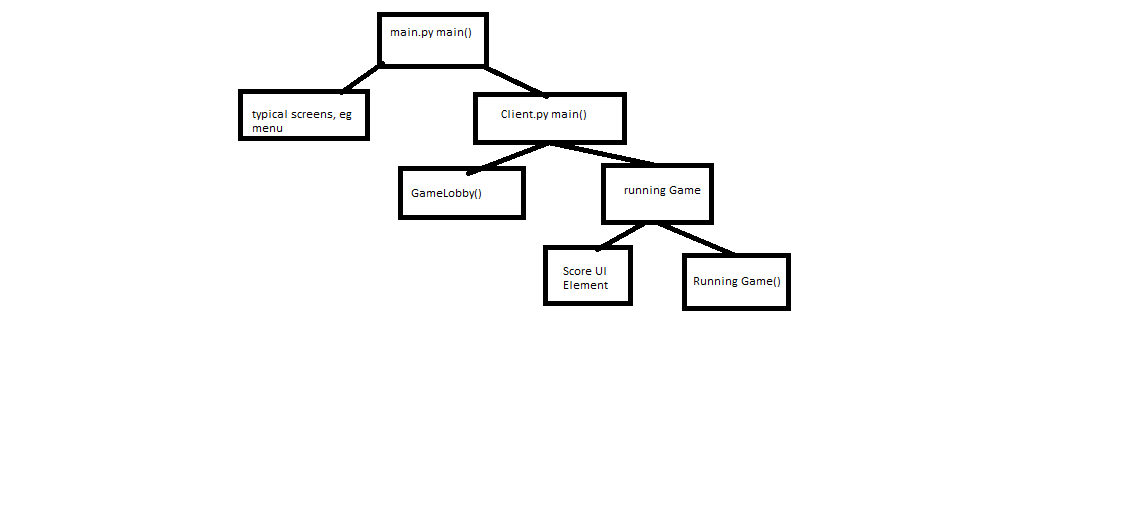 main.py main()
typical screens, eg
menu
Client.py main()
GameLobby()
running Game
Score UI
Element
Running Game()